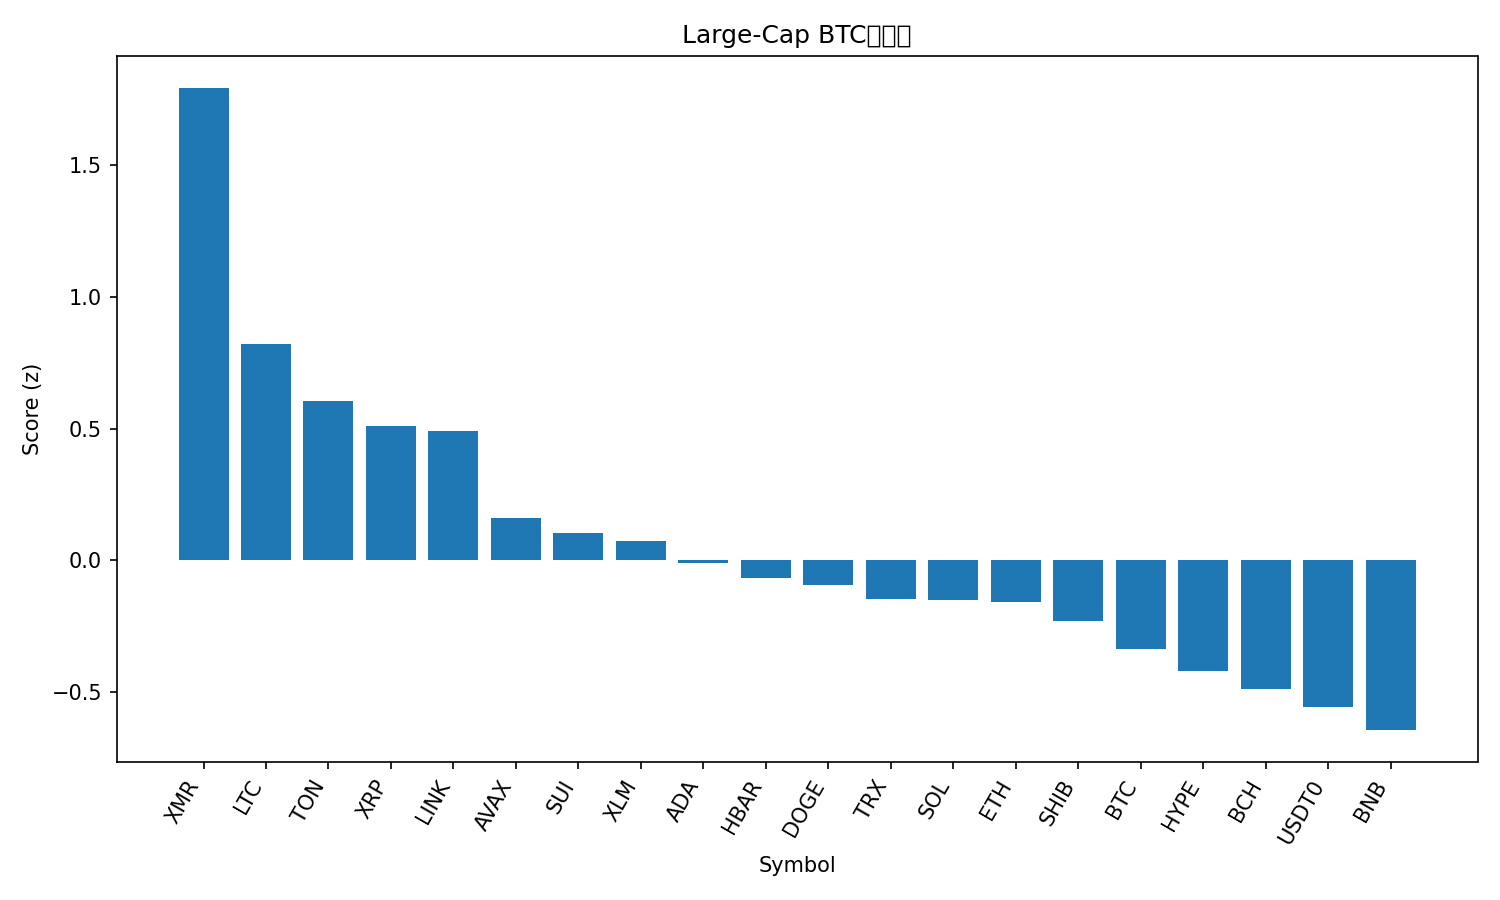 Large-Cap BTC
Score (z)
1.5
1.0
0.5
0.0
−0.5
XMR
LTC
TON
XRP
LINK
AVAX
SUI
XLM
ADA
HBAR
DOGE
TRX
SOL
ETH
SHIB
BTC
HYPE
BCH
USDT0
BNB
Symbol